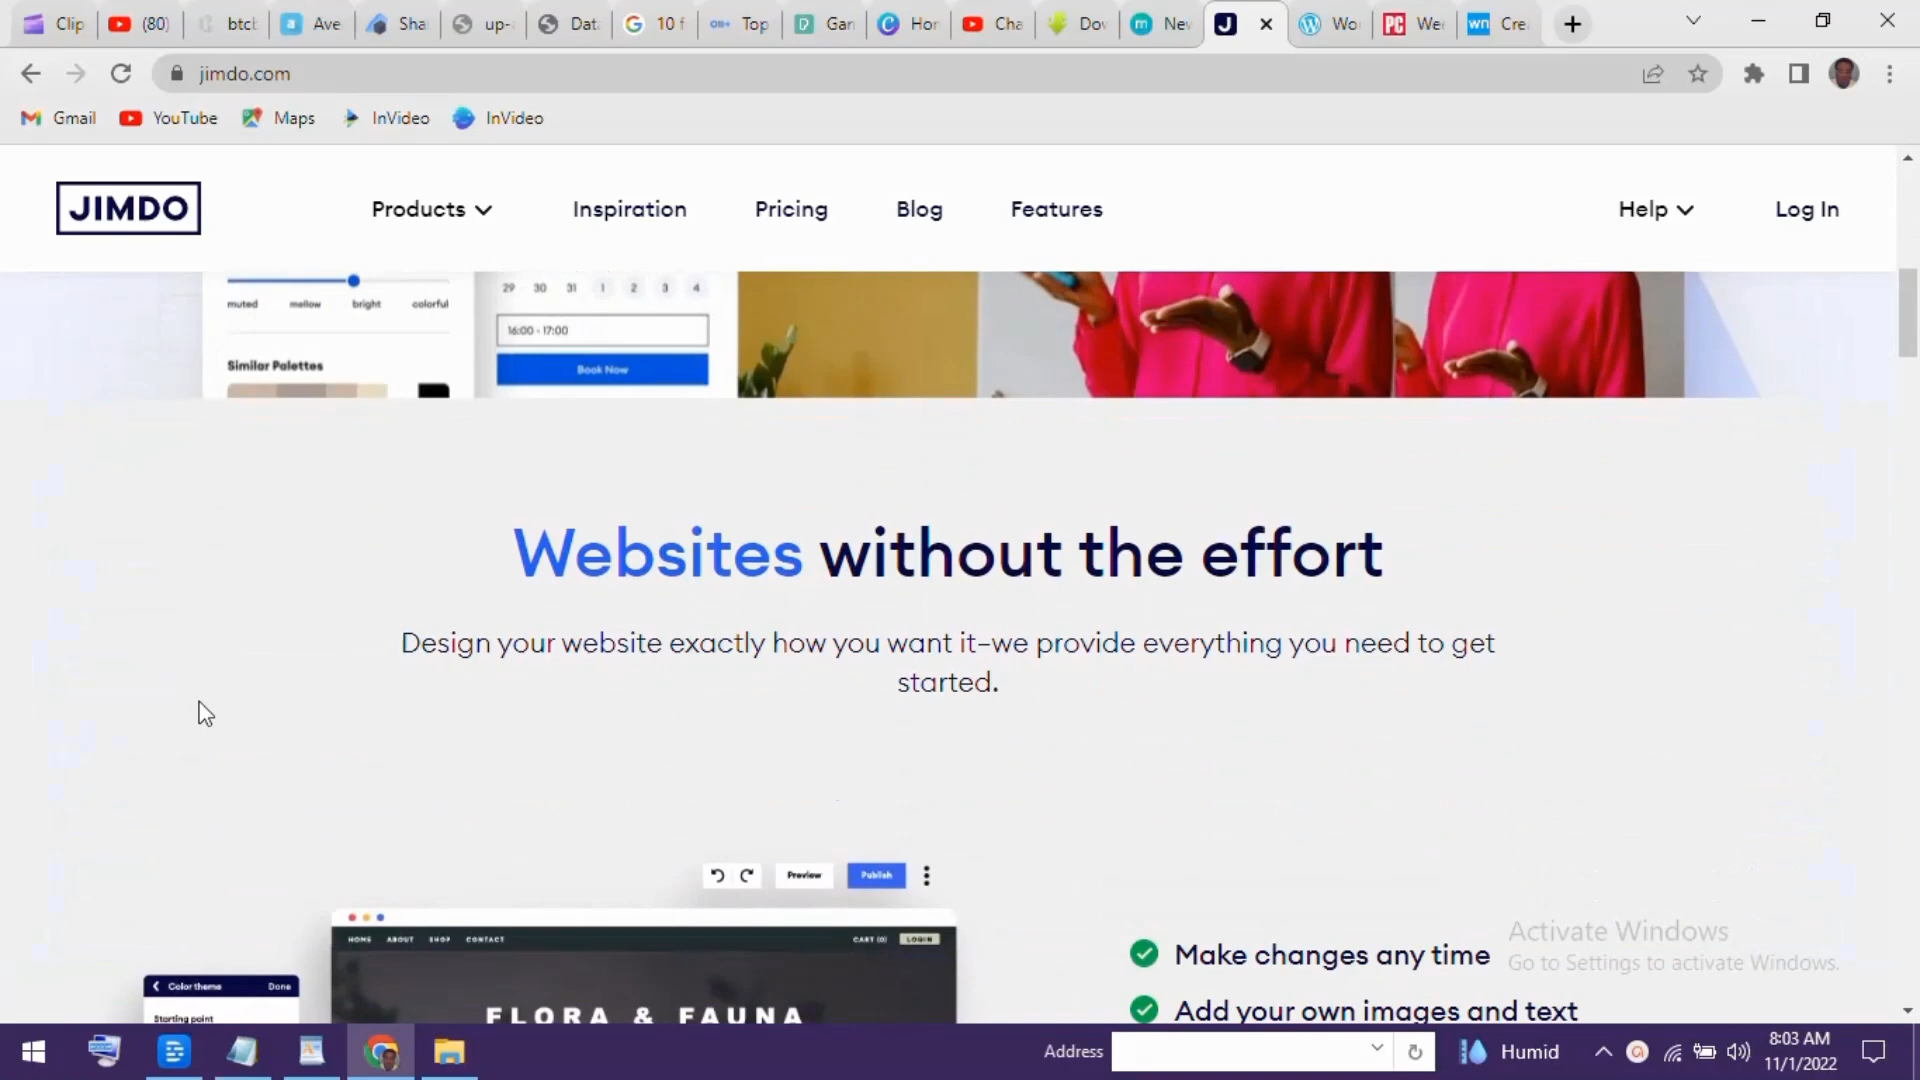 Clip
(80)
btcl
Ave
Sha
up-
Dat
10 f
Top
Gar
Hor
Cha
Dov
Nev
Wo
We
Cre
jimdo.com
Gmail
YouTube
Maps
InVideo
InVideo
JIMDO
Products
Inspiration
Pricing
Blog
Features
Help
Log In
muted mellow bright colorful
29 30 31 1 2 3 4
16:00 - 17:00
Similar Palettes
Book Now
Websites without the effort
Design your website exactly how you want it–we provide everything you need to get
started.
Preview
Publish
HOME ABOUT SHOP CONTACT
CART (0) LOGIN
Color theme Done
Starting point
FLORA & FAUNA
Make changes any time
Add your own images and text
Activate Windows
Go to Settings to activate Windows.
Address
Humid
8:03 AM
11/1/2022